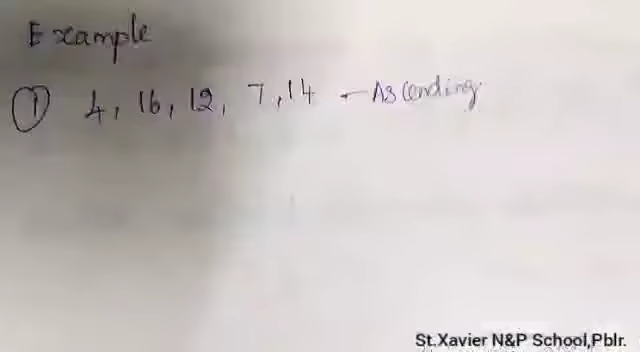 Example
① 4, 16, 12, 7, 14 - Ascending
St.Xavier N&P School,Pblr.